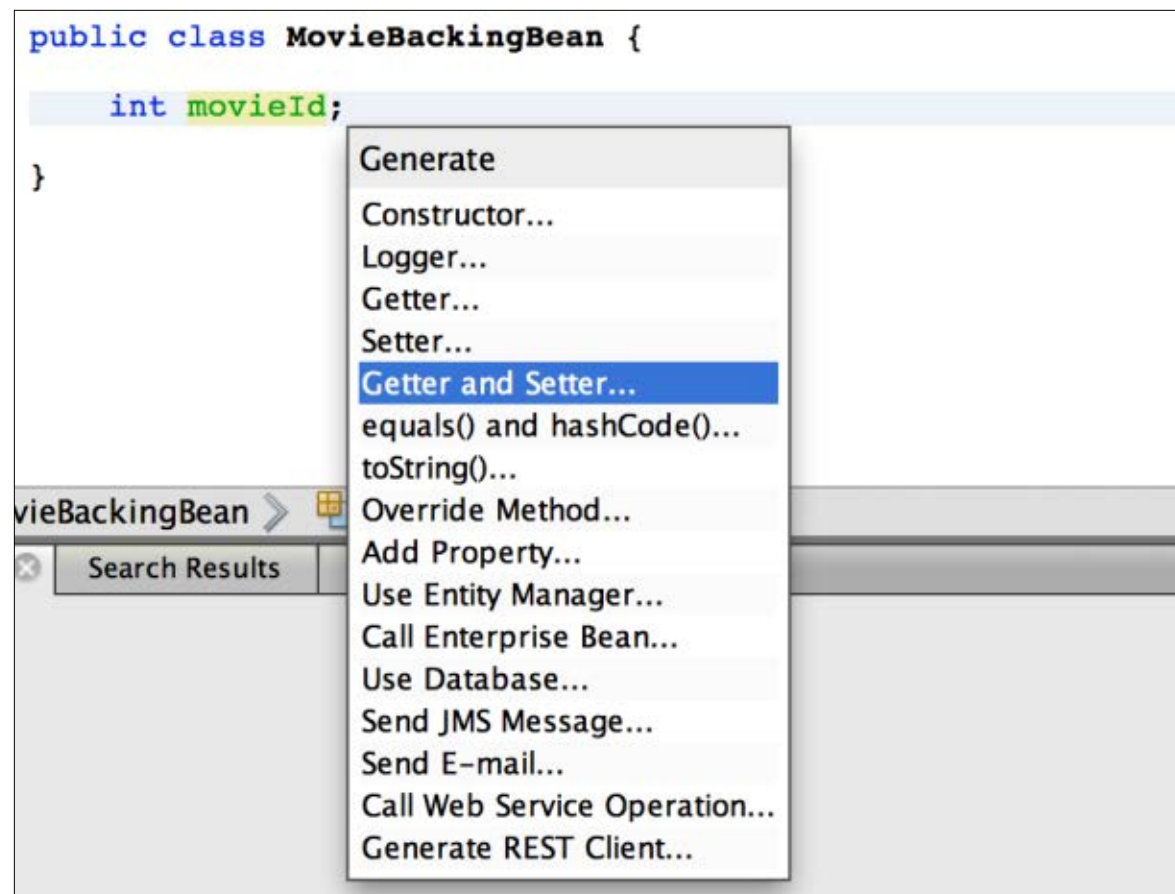 public class MovieBackingBean {
int movieId;
}
Generate
Constructor...
Logger...
Getter...
Setter...
Getter and Setter...
equals() and hashCode()...
toString()...
Override Method...
Add Property...
Use Entity Manager...
Call Enterprise Bean...
Use Database...
Send JMS Message...
Send E-mail...
Call Web Service Operation...
Generate REST Client...
vieBackingBean
Search Results